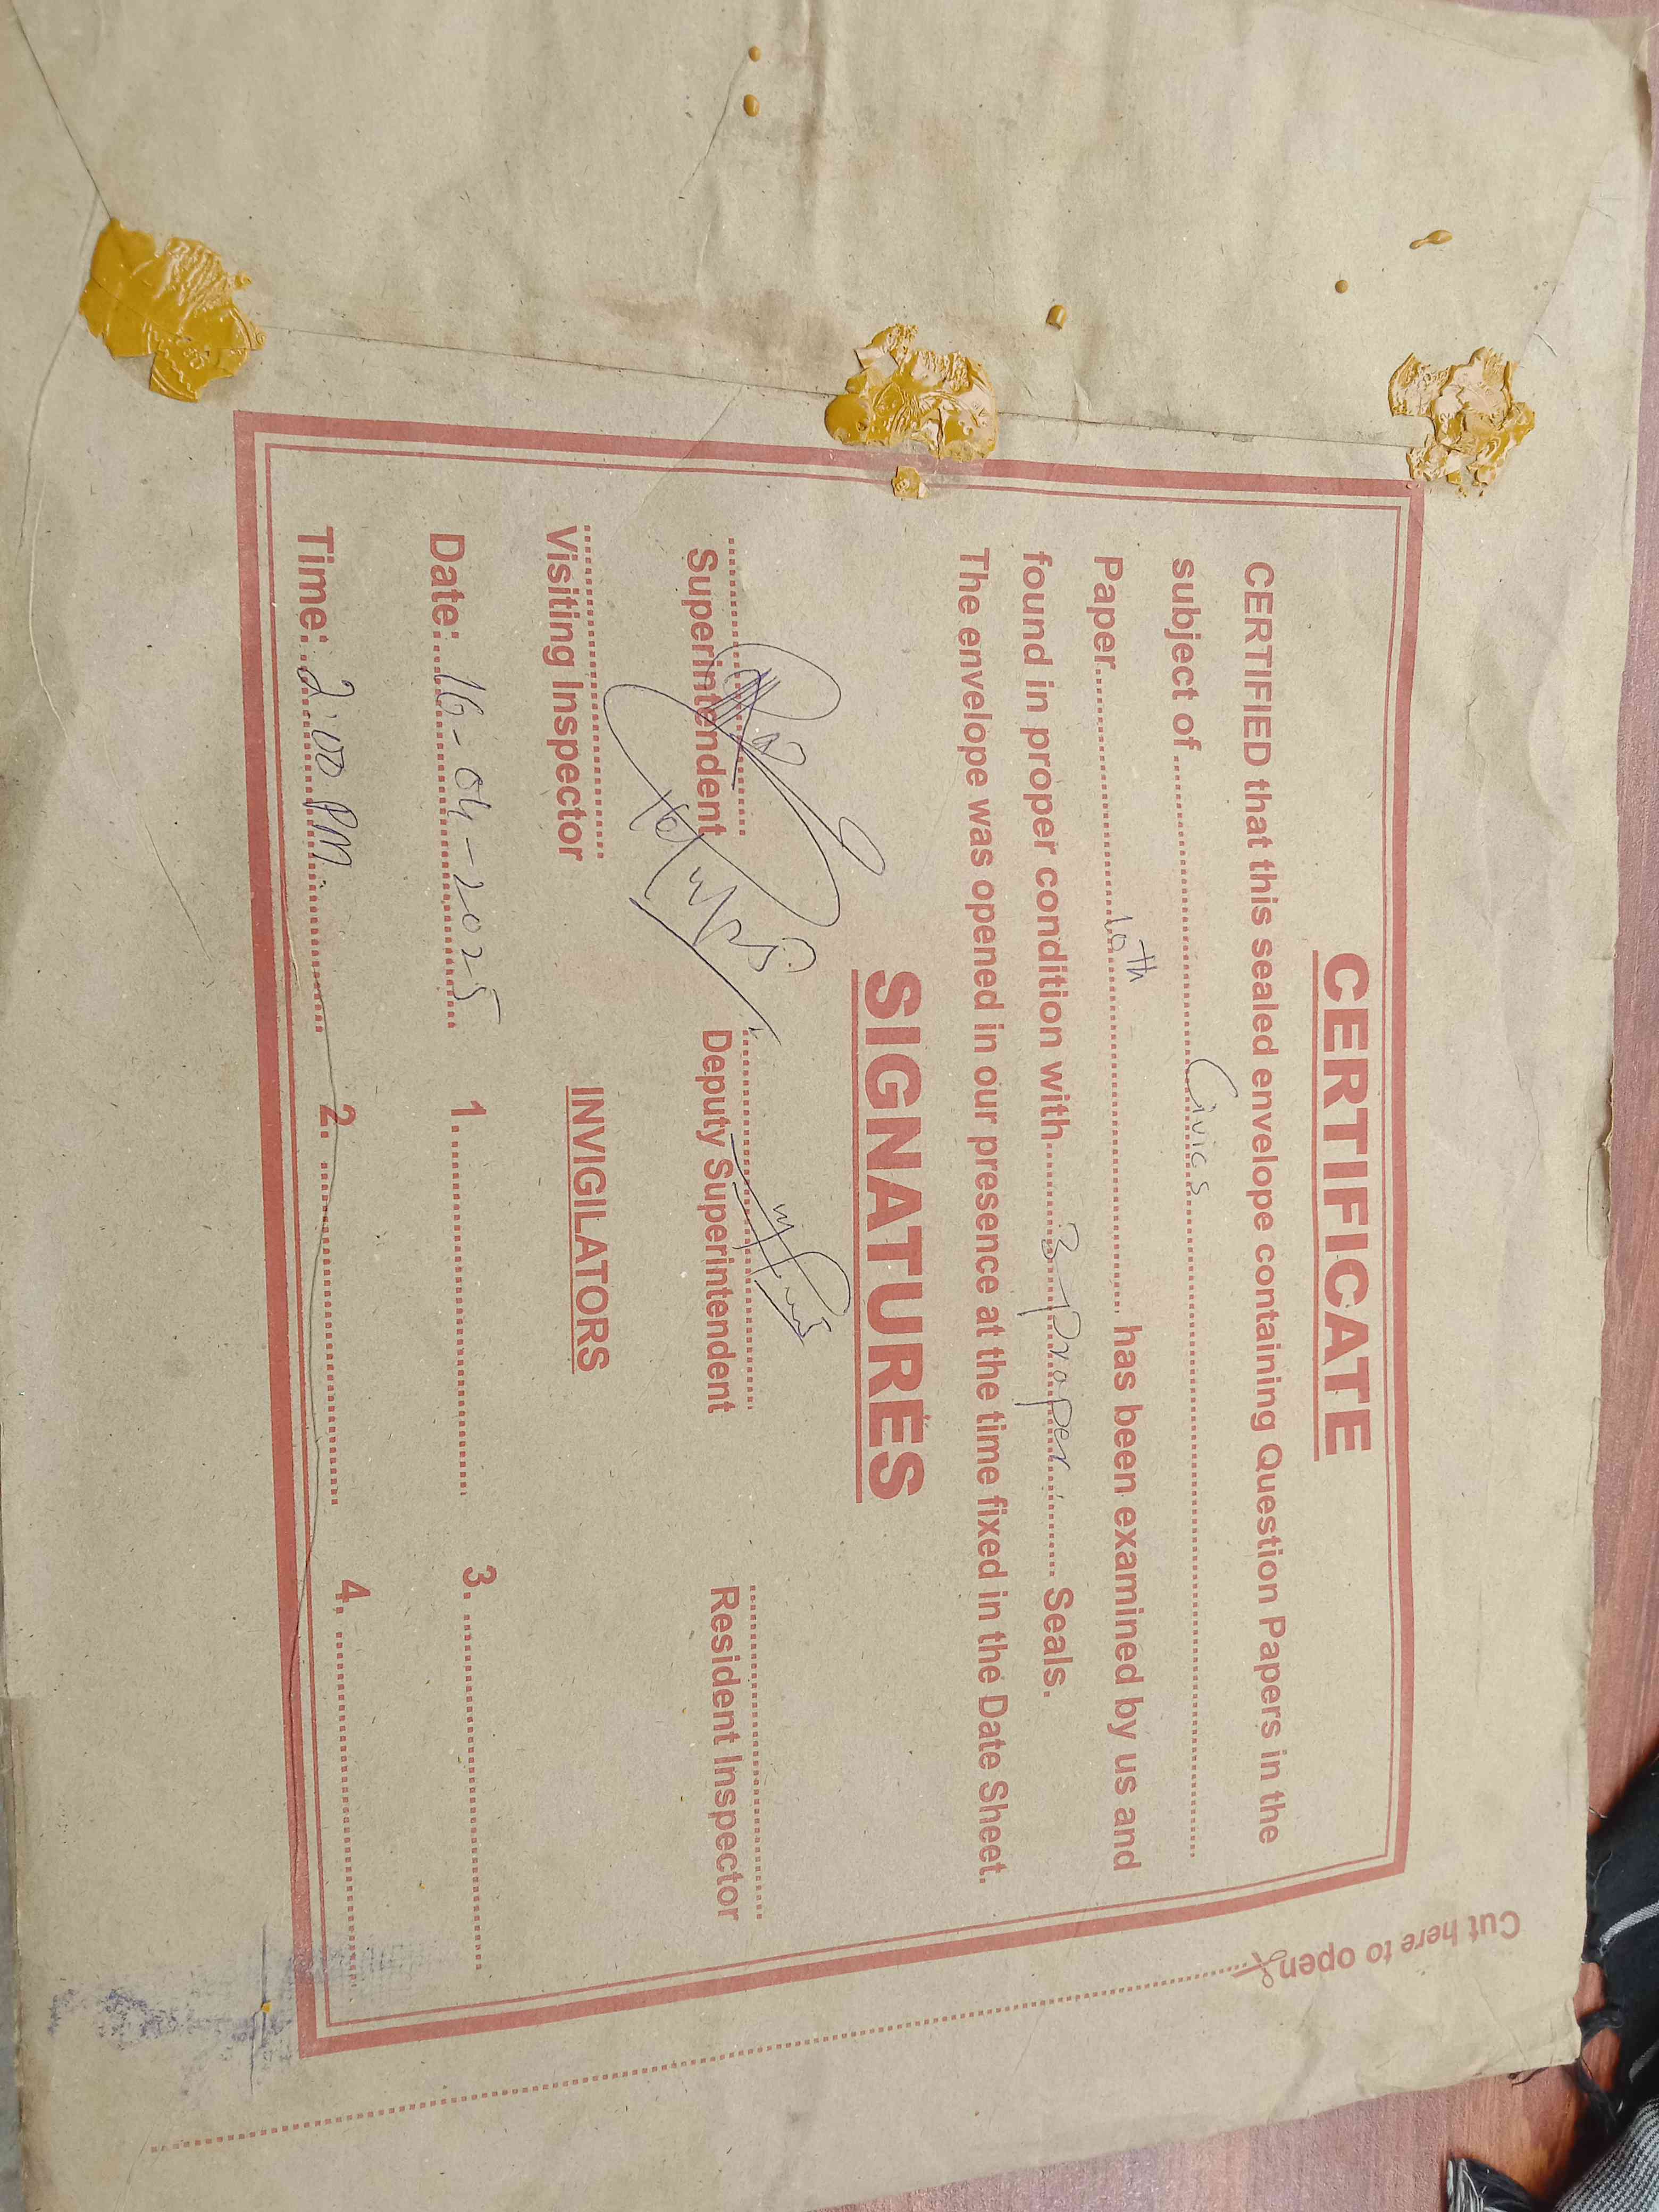 CERTIFICATE
CERTIFIED that this sealed envelope containing Question Papers in the
subject of.......... Civics ..........
Paper.......... 10th .......... has been examined by us and
found in proper condition with.......... 3 proper .......... Seals.
The envelope was opened in our presence at the time fixed in the Date Sheet.
SIGNATURES
Superintendent Deputy Superintendent Resident Inspector
Visiting Inspector INVIGILATORS
Date: 16-04-2025 1. .......... 3. ..........
Time: 2:00 PM. 2. .......... 4. ..........
Cut here to open